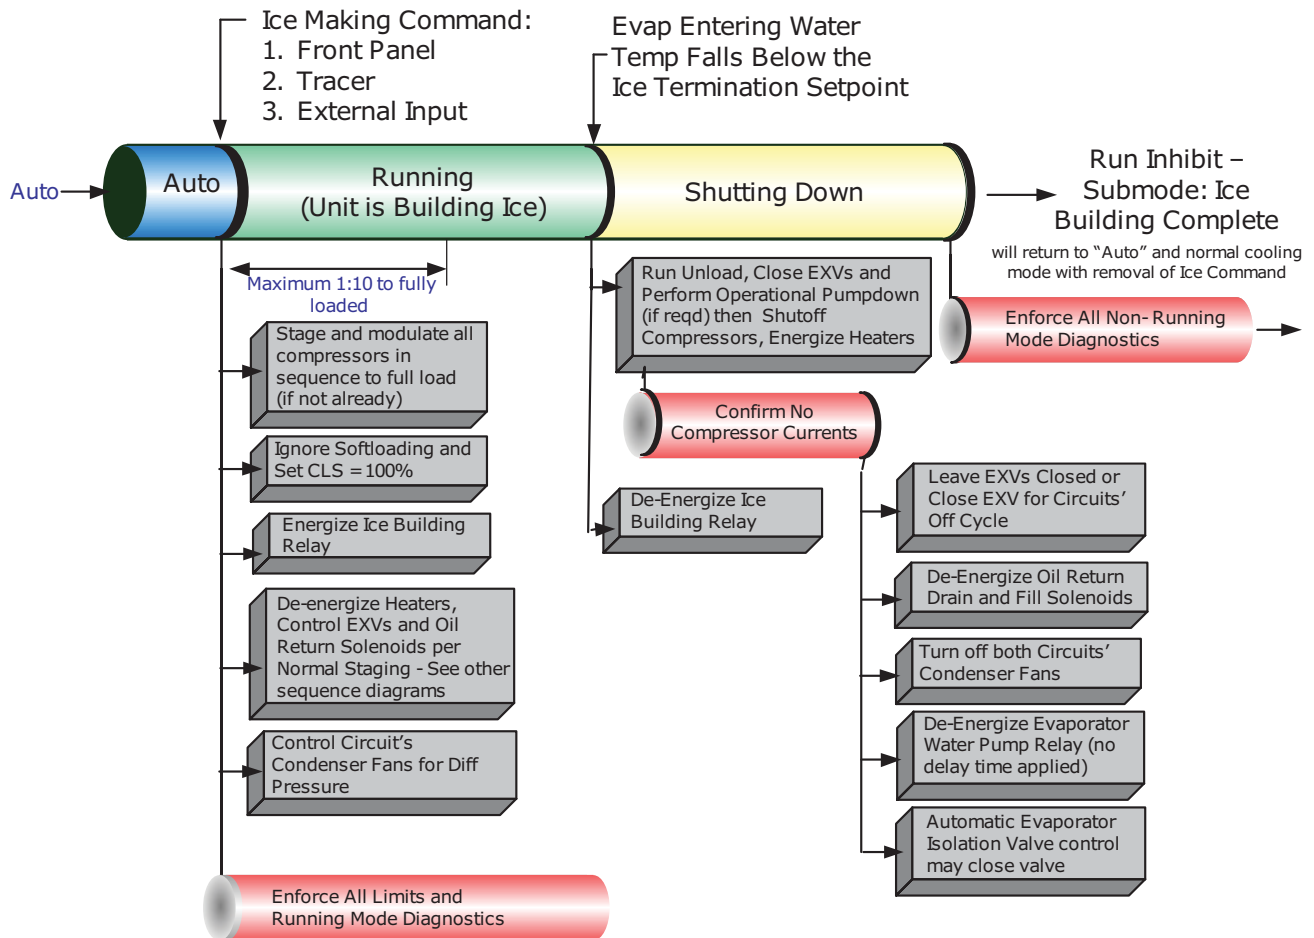 Ice Making Command:
1. Front Panel
2. Tracer
3. External Input
Evap Entering Water
Temp Falls Below the
Ice Termination Setpoint
Auto
Auto
Running
(Unit is Building Ice)
Shutting Down
Run Inhibit –
Submode: Ice
Building Complete
will return to “Auto” and normal cooling
mode with removal of Ice Command
Maximum 1:10 to fully
loaded
Stage and modulate all
compressors in
sequence to full load
(if not already)
Ignore Softloading and
Set CLS =100%
Energize Ice Building
Relay
De-energize Heaters,
Control EXVs and Oil
Return Solenoids per
Normal Staging - See other
sequence diagrams
Control Circuit's
Condenser Fans for Diff
Pressure
Enforce All Limits and
Running Mode Diagnostics
Run Unload, Close EXVs and
Perform Operational Pumpdown
(if reqd) then Shutoff
Compressors, Energize Heaters
Confirm No
Compressor Currents
De-Energize Ice
Building Relay
Enforce All Non- Running
Mode Diagnostics
Leave EXVs Closed or
Close EXV for Circuits’
Off Cycle
De-Energize Oil Return
Drain and Fill Solenoids
Turn off both Circuits’
Condenser Fans
De-Energize Evaporator
Water Pump Relay (no
delay time applied)
Automatic Evaporator
Isolation Valve control
may close valve